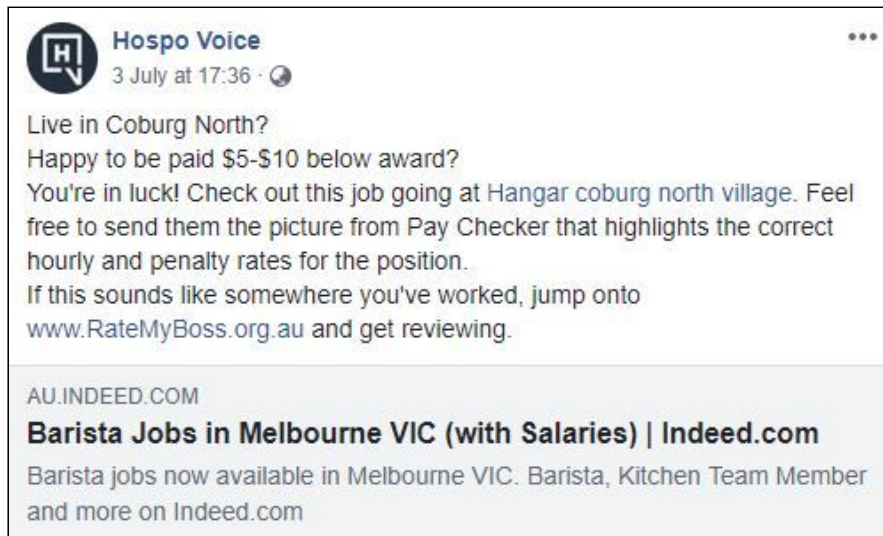 Hospo Voice
3 July at 17:36 ·
Live in Coburg North?
Happy to be paid $5-$10 below award?
You're in luck! Check out this job going at Hangar coburg north village. Feel
free to send them the picture from Pay Checker that highlights the correct
hourly and penalty rates for the position.
If this sounds like somewhere you've worked, jump onto
www.RateMyBoss.org.au and get reviewing.
AU.INDEED.COM
Barista Jobs in Melbourne VIC (with Salaries) | Indeed.com
Barista jobs now available in Melbourne VIC. Barista, Kitchen Team Member
and more on Indeed.com